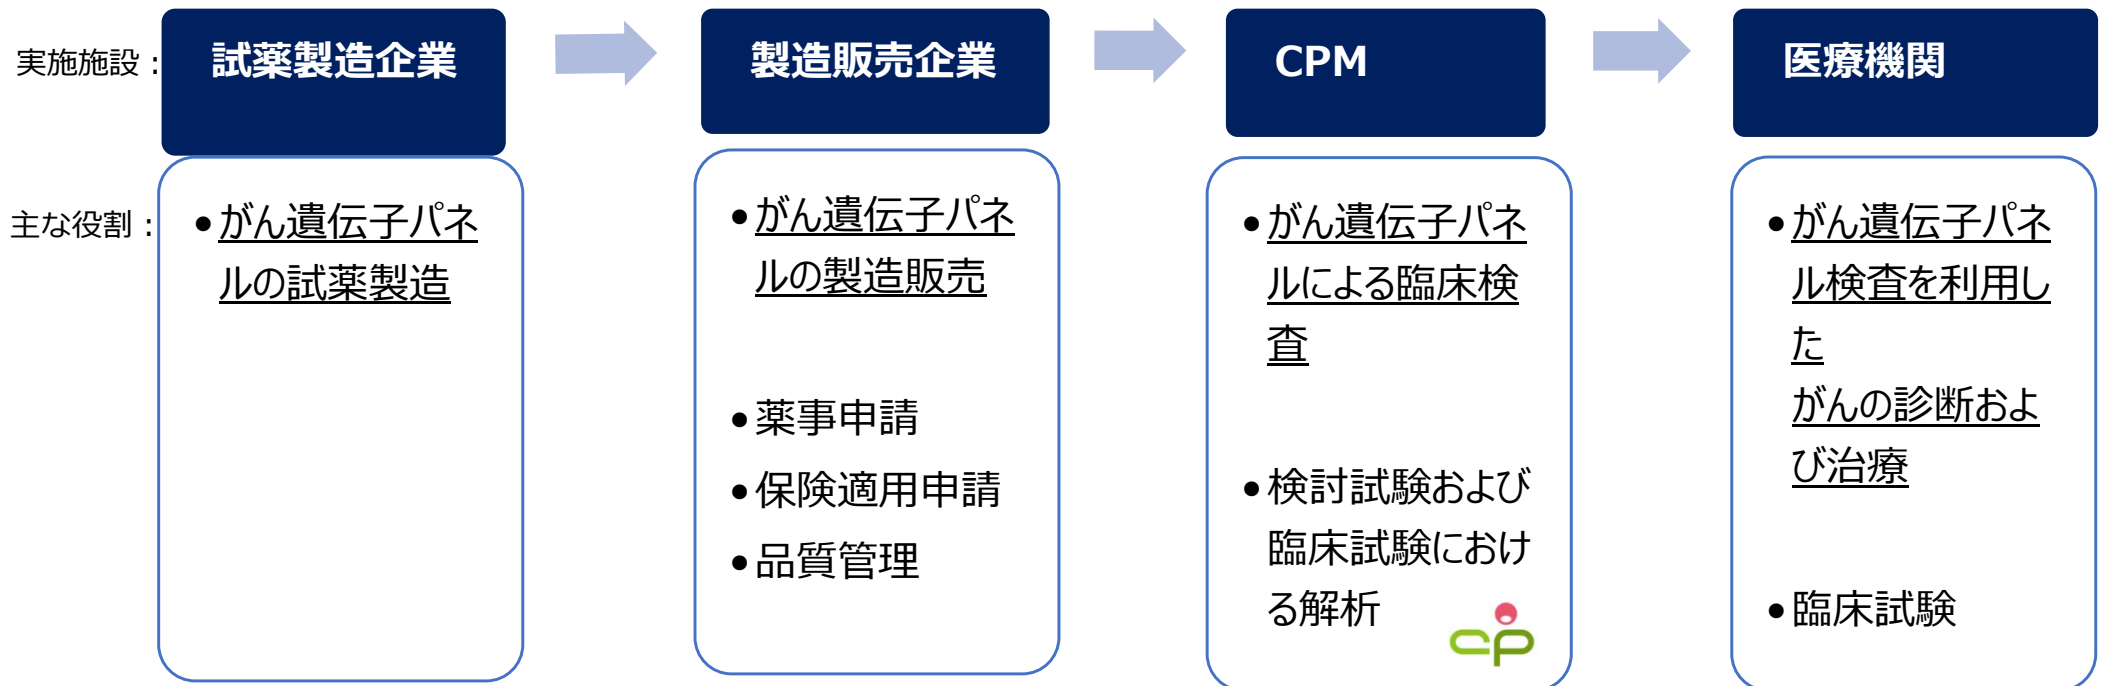 実施施設：
試薬製造企業
製造販売企業
CPM
医療機関
主な役割：
•がん遺伝子パネ
ルの試薬製造
•がん遺伝子パネ
ルの製造販売
•薬事申請
•保険適用申請
•品質管理
•がん遺伝子パネ
ルによる臨床検
査
•検討試験および
臨床試験におけ
る解析
cp
•がん遺伝子パネ
ル検査を利用し
た
がんの診断およ
び治療
•臨床試験